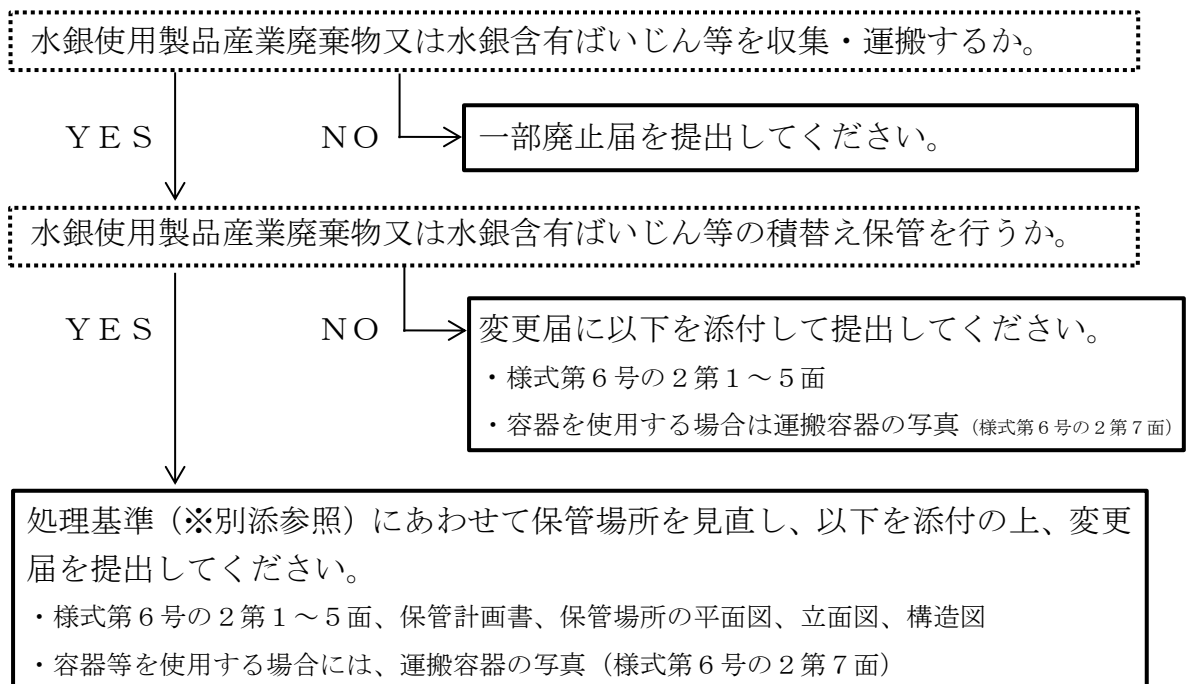 水銀使用製品産業廃棄物又は水銀含有ばいじん等を収集・運搬するか。
ＹＥＳ
ＮＯ
一部廃止届を提出してください。
水銀使用製品産業廃棄物又は水銀含有ばいじん等の積替え保管を行うか。
ＹＥＳ
ＮＯ
変更届に以下を添付して提出してください。
・様式第６号の２第１～５面
・容器を使用する場合は運搬容器の写真（様式第６号の２第７面）
処理基準（※別添参照）にあわせて保管場所を見直し、以下を添付の上、変更
届を提出してください。
・様式第６号の２第１～５面、保管計画書、保管場所の平面図、立面図、構造図
・容器等を使用する場合には、運搬容器の写真（様式第６号の２第７面）